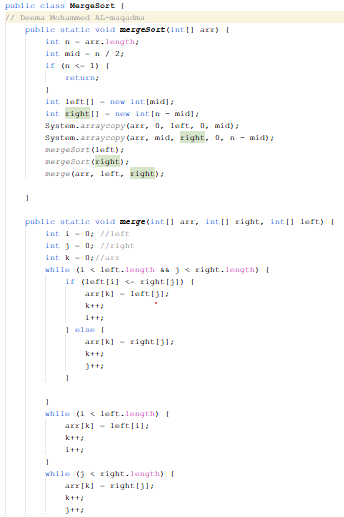 public class MergeSort {
// Deema Mohammed AL-maqadma
public static void mergeSort(int[] arr) {
int n = arr.length;
int mid = n / 2;
if (n <= 1) {
return;
}
int left[] = new int[mid];
int right[] = new int[n - mid];
System.arraycopy(arr, 0, left, 0, mid);
System.arraycopy(arr, mid, right, 0, n - mid);
mergeSort(left);
mergeSort(right);
merge(arr, left, right);
}
public static void merge(int[] arr, int[] right, int[] left) {
int i = 0; //left
int j = 0; //right
int k = 0;//arr
while (i < left.length && j < right.length) {
if (left[i] <= right[j]) {
arr[k] = left[j];
k++;
i++;
} else {
arr[k] = right[j];
k++;
j++;
}
}
while (i < left.length) {
arr[k] = left[i];
k++;
i++;
}
while (j < right.length) {
arr[k] = right[j];
k++;
j++;